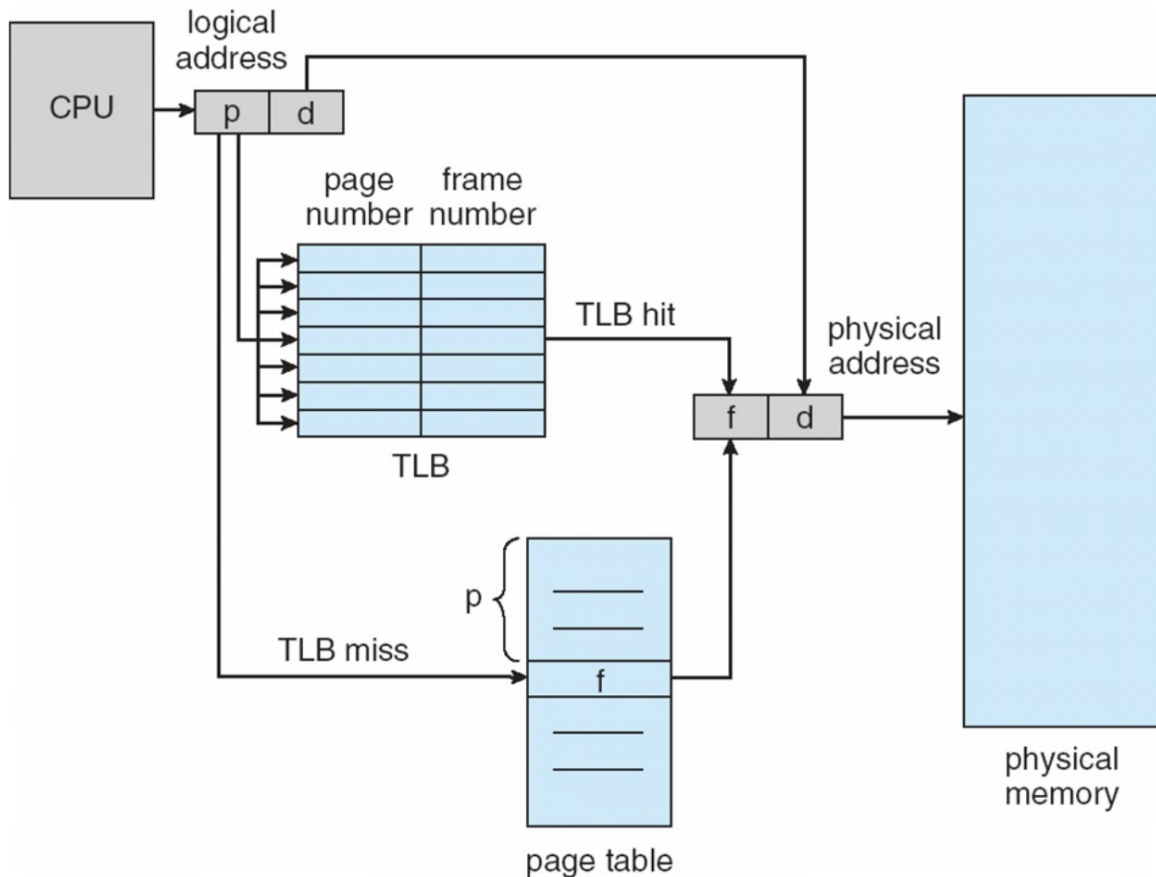 logical
address
CPU
p
d
page
number
frame
number
TLB hit
physical
address
f
d
TLB
p
TLB miss
f
physical
memory
page table